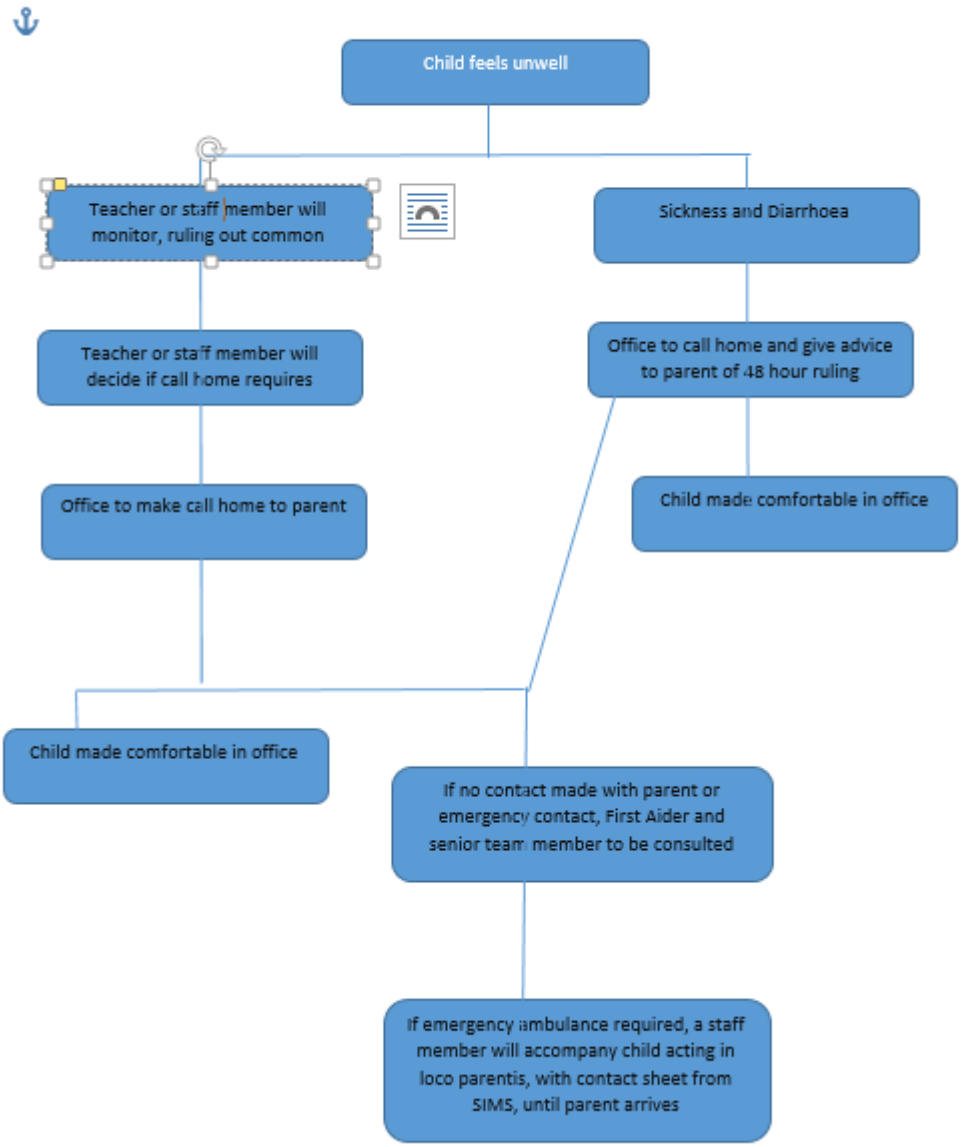 Child feels unwell
Teacher or staff member will
monitor, ruling out common
Sickness and Diarrhoea
Teacher or staff member will
decide if call home requires
Office to call home and give advice
to parent of 48 hour ruling
Office to make call home to parent
Child made comfortable in office
Child made comfortable in office
If no contact made with parent or
emergency contact, First Aider and
senior team member to be consulted
If emergency ambulance required, a staff
member will accompany child acting in
loco parentis, with contact sheet from
SIMS, until parent arrives